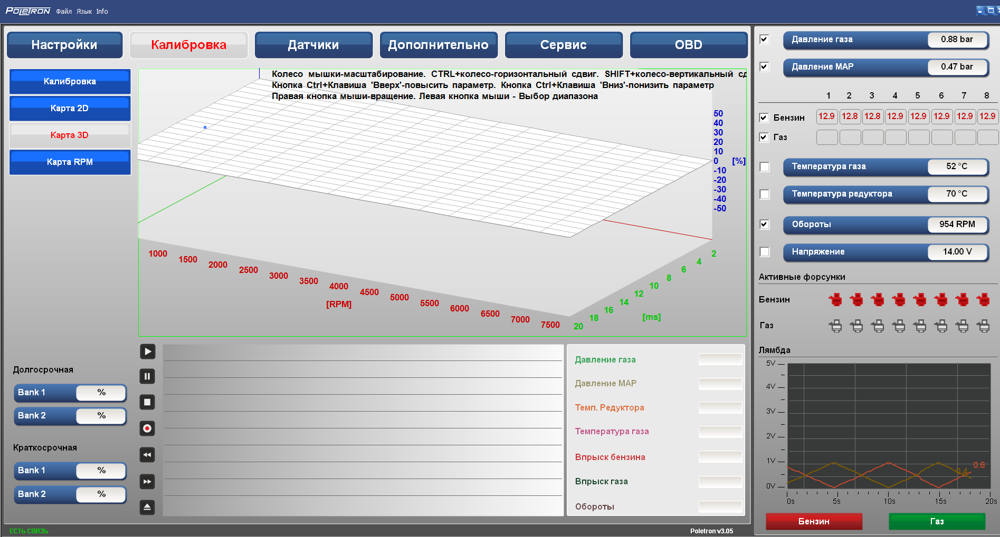 POLETRON Файл Язык Info
Настройки Калибровка Датчики Дополнительно Сервис OBD
Калибровка
Карта 2D
Карта 3D
Карта RPM
Колесо мышки-масштабирование. CTRL+колесо-горизонтальный сдвиг. SHIFT+колесо-вертикальный сд
Кнопка Ctrl+Клавиша 'Вверх'-повысить параметр. Кнопка Ctrl+Клавиша 'Вниз'-понизить параметр
Правая кнопка мыши-вращение. Левая кнопка мыши - Выбор диапазона
50
40
30
20
10
0 [%]
-10
-20
-30
-40
-50
1000 1500 2000 2500 3000 3500 4000 4500 5000 5500 6000 6500 7000 7500
[RPM]
2
4
6
8
10
12
14
16
18
20
[ms]
Долгосрочная
Bank 1 %
Bank 2 %
Краткосрочная
Bank 1 %
Bank 2 %
Давление газа
Давление MAP
Темп. Редуктора
Температура газа
Впрыск бензина
Впрыск газа
Обороты
Давление газа 0.88 bar
Давление MAP 0.47 bar
1 2 3 4 5 6 7 8
Бензин 12.9 12.8 12.8 12.9 12.9 12.9 12.9 12.9
Газ
Температура газа 52 °C
Температура редуктора 70 °C
Обороты 954 RPM
Напряжение 14.00 V
Активные форсунки
Бензин
Газ
Лямбда
5V
4V
3V
2V
1V
0V
0.4 0.6
0s 5s 10s 15s 20s
Бензин Газ
ЕСТЬ СВЯЗЬ
Poletron v3.05